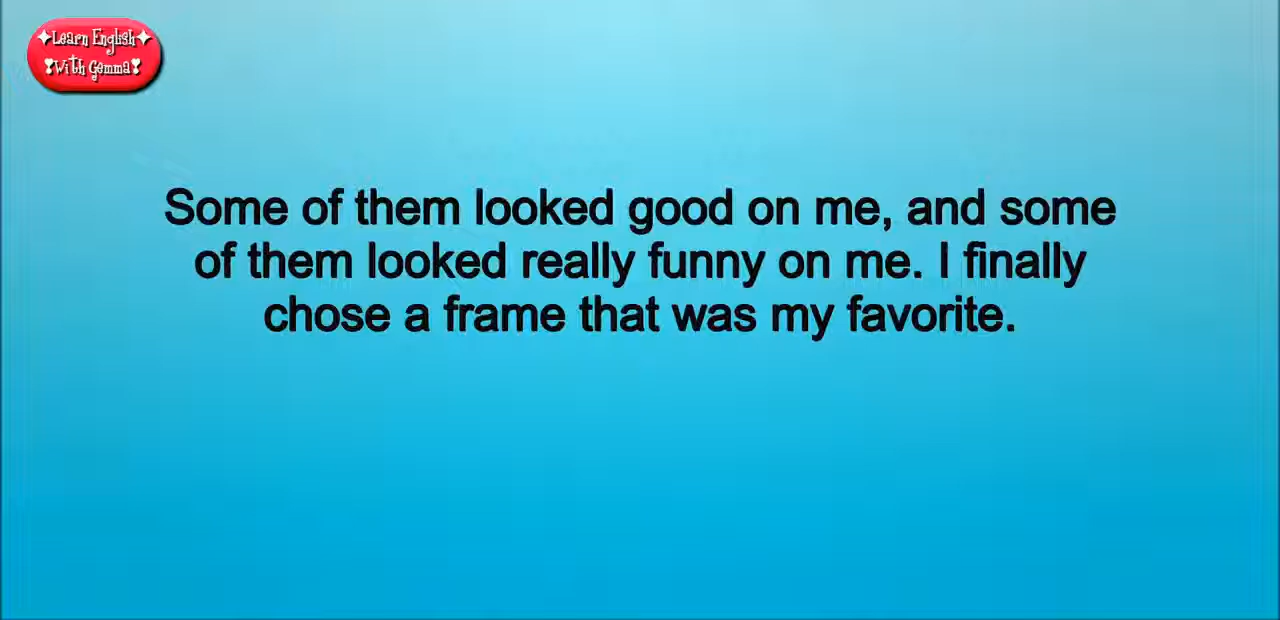 Learn English
With Gemma
Some of them looked good on me, and some
of them looked really funny on me. I finally
chose a frame that was my favorite.